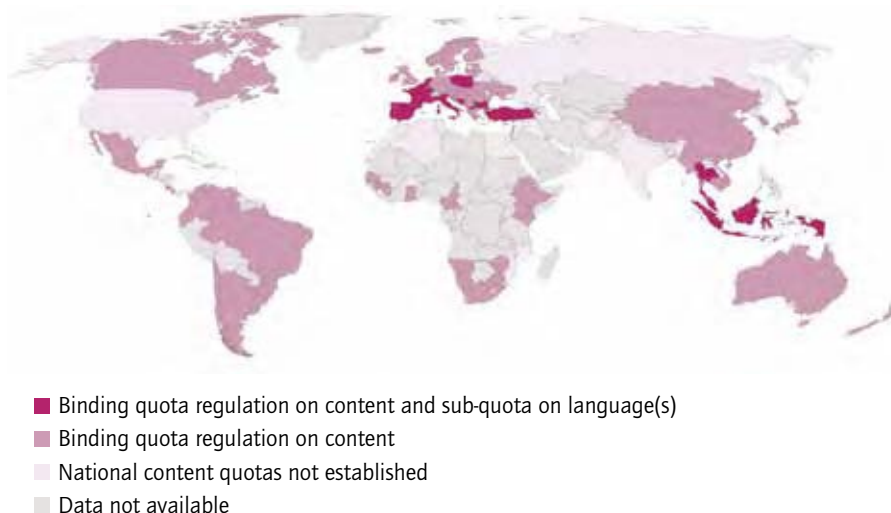 Binding quota regulation on content and sub-quota on language(s)
Binding quota regulation on content
National content quotas not established
Data not available